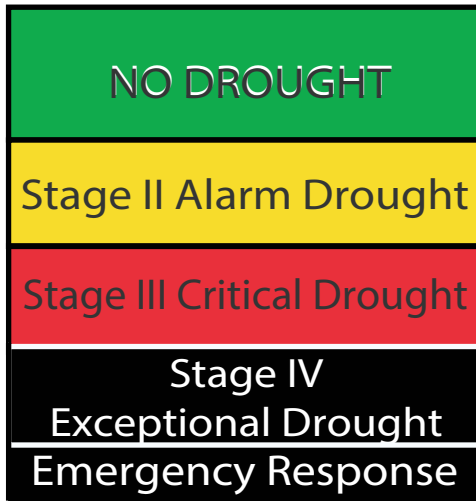 NO DROUGHT
Stage II Alarm Drought
Stage III Critical Drought
Stage IV
Exceptional Drought
Emergency Response